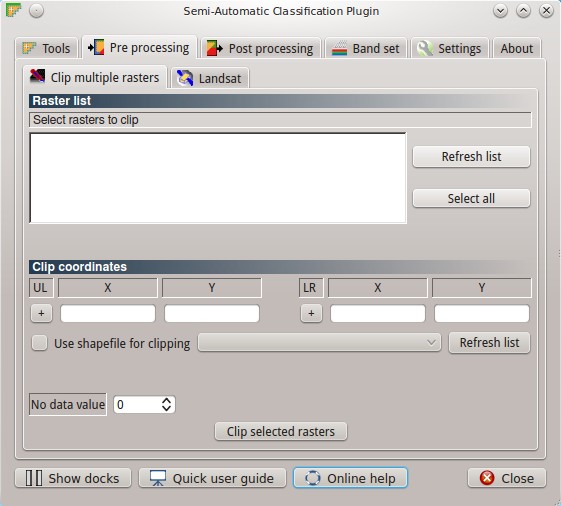 Semi-Automatic Classification Plugin
Tools Pre processing Post processing Band set Settings About
Clip multiple rasters Landsat
Raster list
Select rasters to clip
Refresh list
Select all
Clip coordinates
UL X Y LR X Y
+ +
Use shapefile for clipping Refresh list
No data value 0
Clip selected rasters
Show docks Quick user guide Online help Close